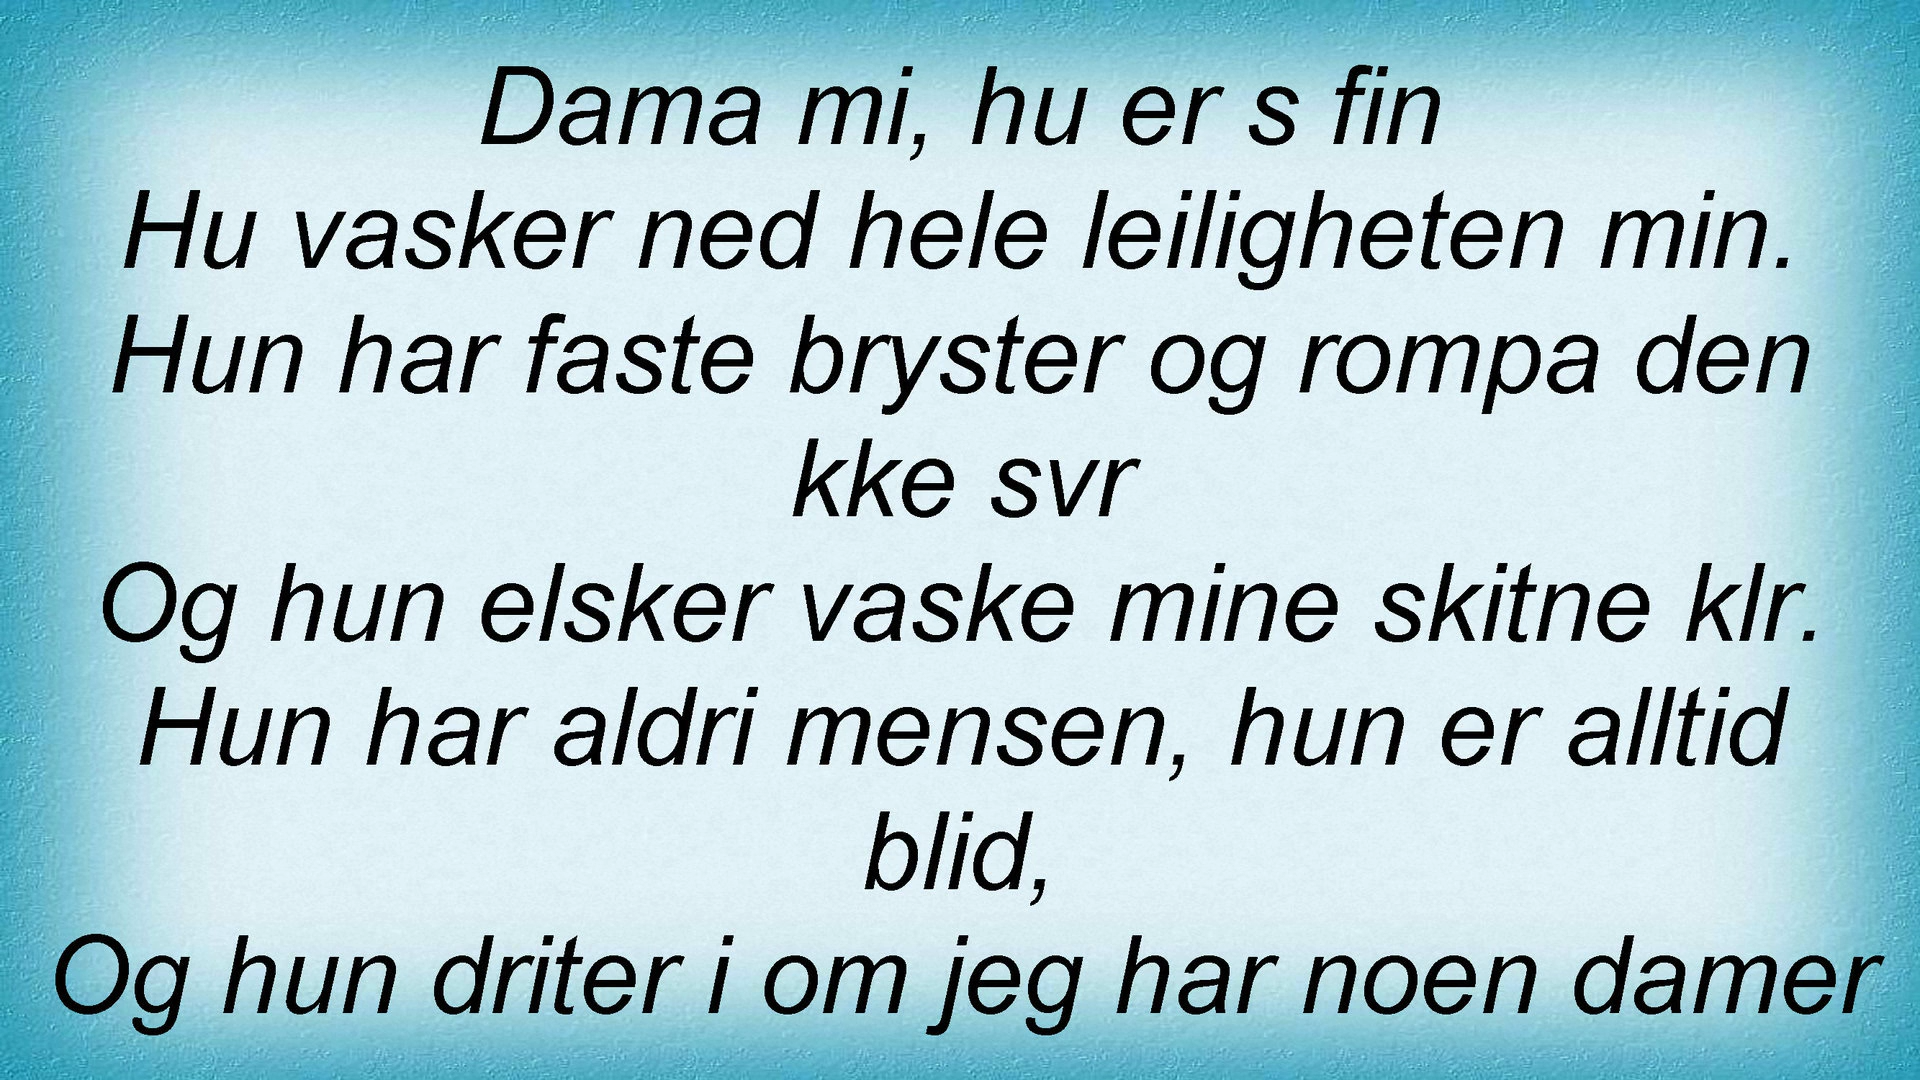 Dama mi, hu er s fin
Hu vasker ned hele leiligheten min.
Hun har faste bryster og rompa den
kke svr
Og hun elsker vaske mine skitne klr.
Hun har aldri mensen, hun er alltid
blid,
Og hun driter i om jeg har noen damer